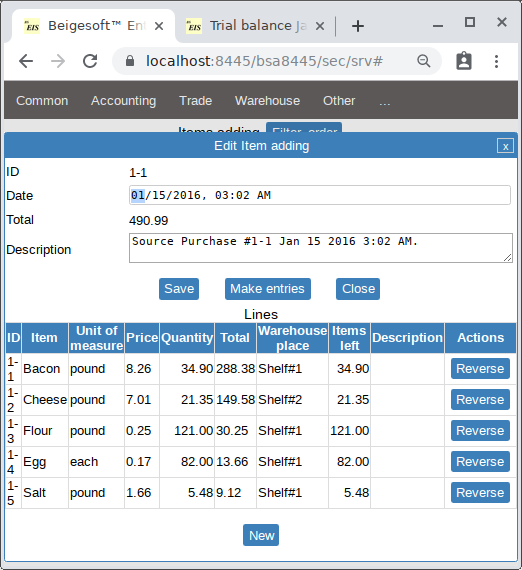 EIS Beigesoft™ Ent
EIS Trial balance Ja
localhost:8445/bsa8445/sec/srv#
Common Accounting Trade Warehouse Other ...
Items adding Filter, order
Edit Item adding x
ID 1-1
Date 01/15/2016, 03:02 AM
Total 490.99
Description Source Purchase #1-1 Jan 15 2016 3:02 AM.
Save Make entries Close
Lines
ID Item Unit of measure Price Quantity Total Warehouse place Items left Description Actions
1-1 Bacon pound 8.26 34.90 288.38 Shelf#1 34.90 Reverse
1-2 Cheese pound 7.01 21.35 149.58 Shelf#2 21.35 Reverse
1-3 Flour pound 0.25 121.00 30.25 Shelf#1 121.00 Reverse
1-4 Egg each 0.17 82.00 13.66 Shelf#1 82.00 Reverse
1-5 Salt pound 1.66 5.48 9.12 Shelf#1 5.48 Reverse
New